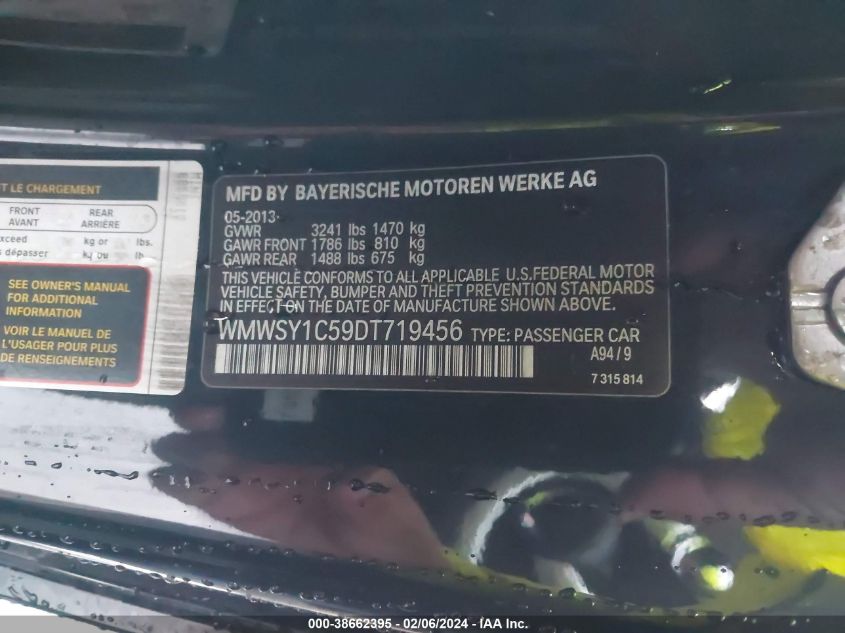 T LE CHARGEMENT
FRONT REAR
AVANT ARRIÈRE
xceed kg or lbs.
s dépasser kg ou lb.
SEE OWNER'S MANUAL
FOR ADDITIONAL
INFORMATION
VOIR LE MANUEL DE
L'USAGER POUR PLUS
DE RENSEIGNEMENTS
MFD BY BAYERISCHE MOTOREN WERKE AG
05-2013
GVWR 3241 lbs 1470 kg
GAWR FRONT 1786 lbs 810 kg
GAWR REAR 1488 lbs 675 kg
THIS VEHICLE CONFORMS TO ALL APPLICABLE U.S.FEDERAL MOTOR
VEHICLE SAFETY, BUMPER AND THEFT PREVENTION STANDARDS
IN EFFECT ON THE DATE OF MANUFACTURE SHOWN ABOVE.
WMWSY1C59DT719456 TYPE: PASSENGER CAR
A94/9
7 315 814
000-38662395 - 02/06/2024 - IAA Inc.